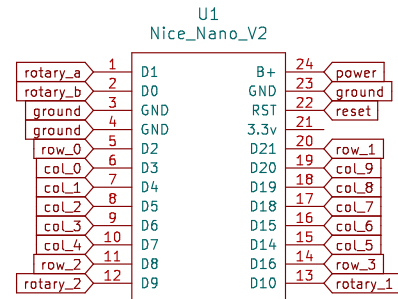 U1
Nice_Nano_V2
rotary_a 1 D1 B+ 24 power
rotary_b 2 D0 GND 23 ground
ground 3 GND RST 22 reset
ground 4 GND 3.3v 21
row_0 5 D2 D21 20 row_1
col_0 6 D3 D20 19 col_9
col_1 7 D4 D19 18 col_8
col_2 8 D5 D18 17 col_7
col_3 9 D6 D15 16 col_6
col_4 10 D7 D14 15 col_5
row_2 11 D8 D16 14 row_3
rotary_2 12 D9 D10 13 rotary_1